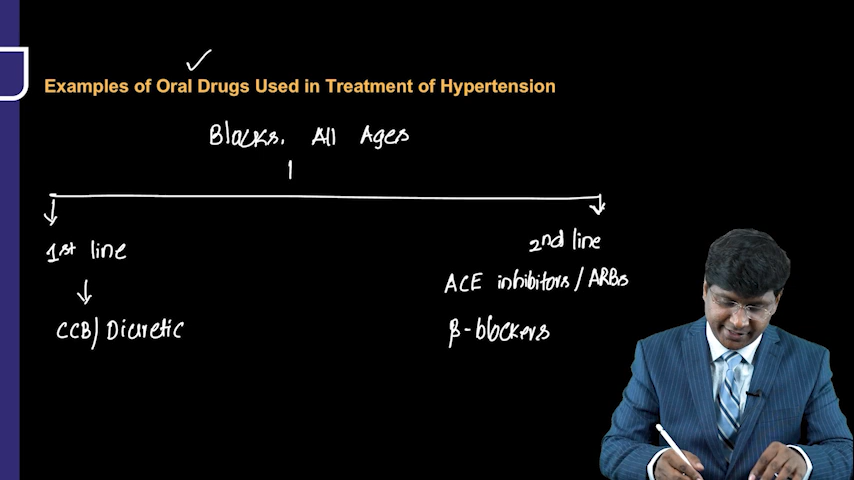 Examples of Oral Drugs Used in Treatment of Hypertension
Blacks, All Ages
1st line
2nd line
ACE inhibitors/ARBs
CCB/Diuretic
β-blockers